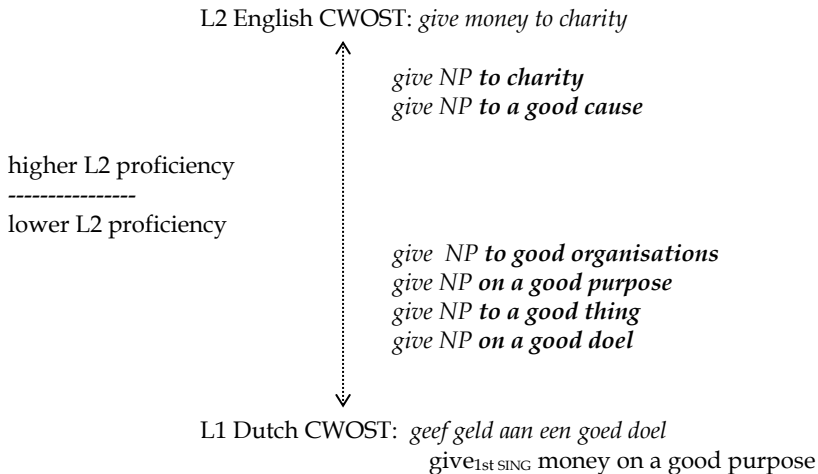 L2 English CWOST: give money to charity
give NP to charity
give NP to a good cause
higher L2 proficiency
----------------
lower L2 proficiency
give NP to good organisations
give NP on a good purpose
give NP to a good thing
give NP on a good doel
L1 Dutch CWOST: geef geld aan een goed doel
give1st SING money on a good purpose